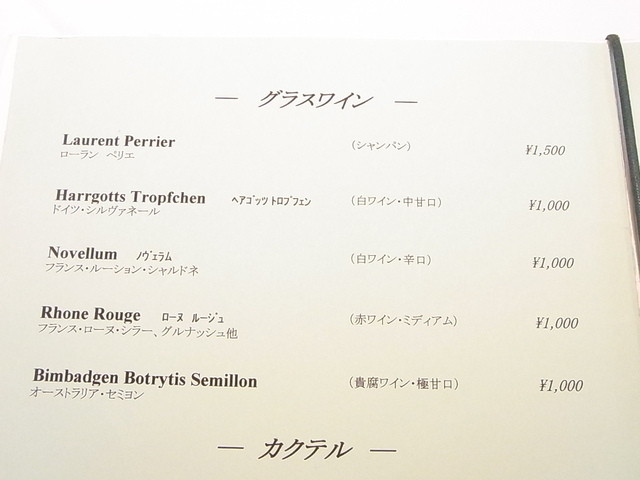 — グラスワイン —
Laurent Perrier (シャンパン) ¥1,500
ローラン ペリエ
Harrgotts Tropfchen ﾍｱｺﾞｯﾂ ﾄﾛﾌﾟﾌｪﾝ (白ワイン・中甘口) ¥1,000
ドイツ・シルヴァネール
Novellum ﾉｳﾞｪﾗﾑ (白ワイン・辛口) ¥1,000
フランス・ルーション・シャルドネ
Rhone Rouge ﾛｰﾇ ﾙｰｼﾞｭ (赤ワイン・ミディアム) ¥1,000
フランス・ローヌ・シラー、グルナッシュ他
Bimbadgen Botrytis Semillon (貴腐ワイン・極甘口) ¥1,000
オーストラリア・セミヨン
— カクテル —